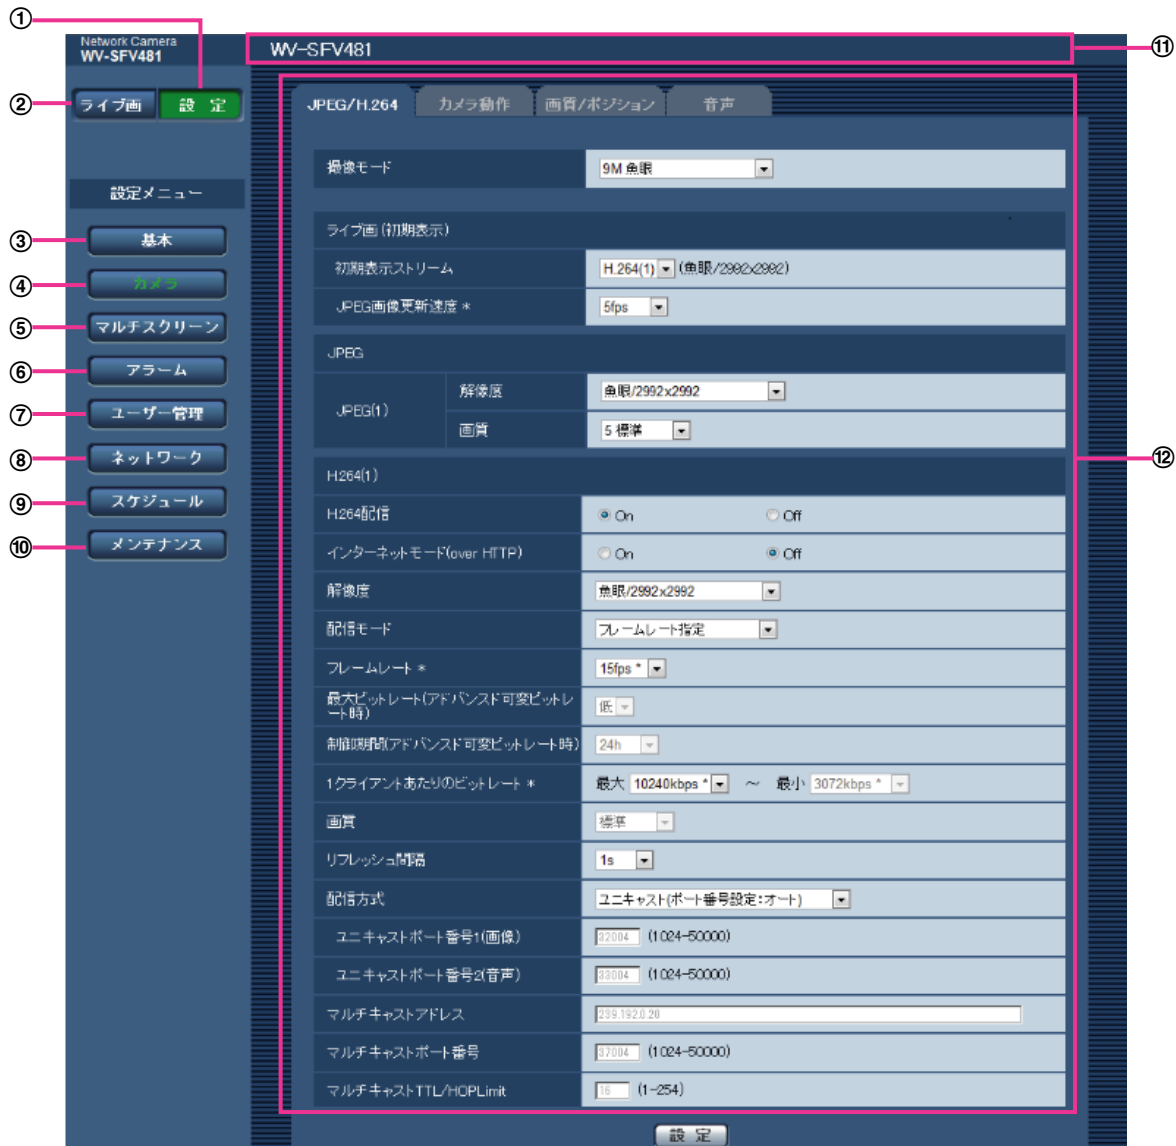 ①
Network Camera
WV-SFV481
WV-SFV481
⑪
②
ライブ画
設 定
JPEG/H.264
カメラ動作
画質/ポジション
音声
撮像モード
9M 魚眼
設定メニュー
ライブ画(初期表示)
③
基本
初期表示ストリーム
H.264(1)
(魚眼/2992x2992)
④
カメラ
JPEG画像更新速度 *
5fps
⑤
マルチスクリーン
JPEG
⑥
アラーム
JPEG(1)
解像度
魚眼/2992x2992
⑦
ユーザー管理
画質
5 標準
⑧
ネットワーク
⑫
H.264(1)
⑨
スケジュール
H.264配信
On
Off
⑩
メンテナンス
インターネットモード(over HTTP)
On
Off
解像度
魚眼/2992x2992
配信モード
フレームレート指定
フレームレート *
15fps *
最大ビットレート(アドバンスド可変ビットレ
ート時)
低
制御期間(アドバンスド可変ビットレート時)
24h
1クライアントあたりのビットレート *
最大 10240kbps * ～ 最小 3072kbps *
画質
標準
リフレッシュ間隔
1s
配信方式
ユニキャスト(ポート番号設定:オート)
ユニキャストポート番号1(画像)
32004 (1024-50000)
ユニキャストポート番号2(音声)
33004 (1024-50000)
マルチキャストアドレス
239.192.0.20
マルチキャストポート番号
37004 (1024-50000)
マルチキャストTTL/HOPLimit
16 (1-254)
設 定